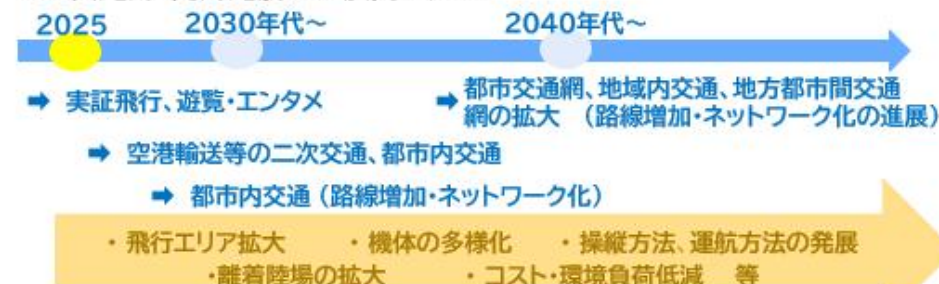 2025
2030年代～
2040年代～
➡ 実証飛行、遊覧・エンタメ
➡ 都市交通網、地域内交通、地方都市間交通
網の拡大　（路線増加・ネットワーク化の進展）
➡ 空港輸送等の二次交通、都市内交通
➡ 都市内交通（路線増加・ネットワーク化）
・飛行エリア拡大　・機体の多様化　・操縦方法、運航方法の発展
・離着陸場の拡大　・コスト・環境負荷低減　等